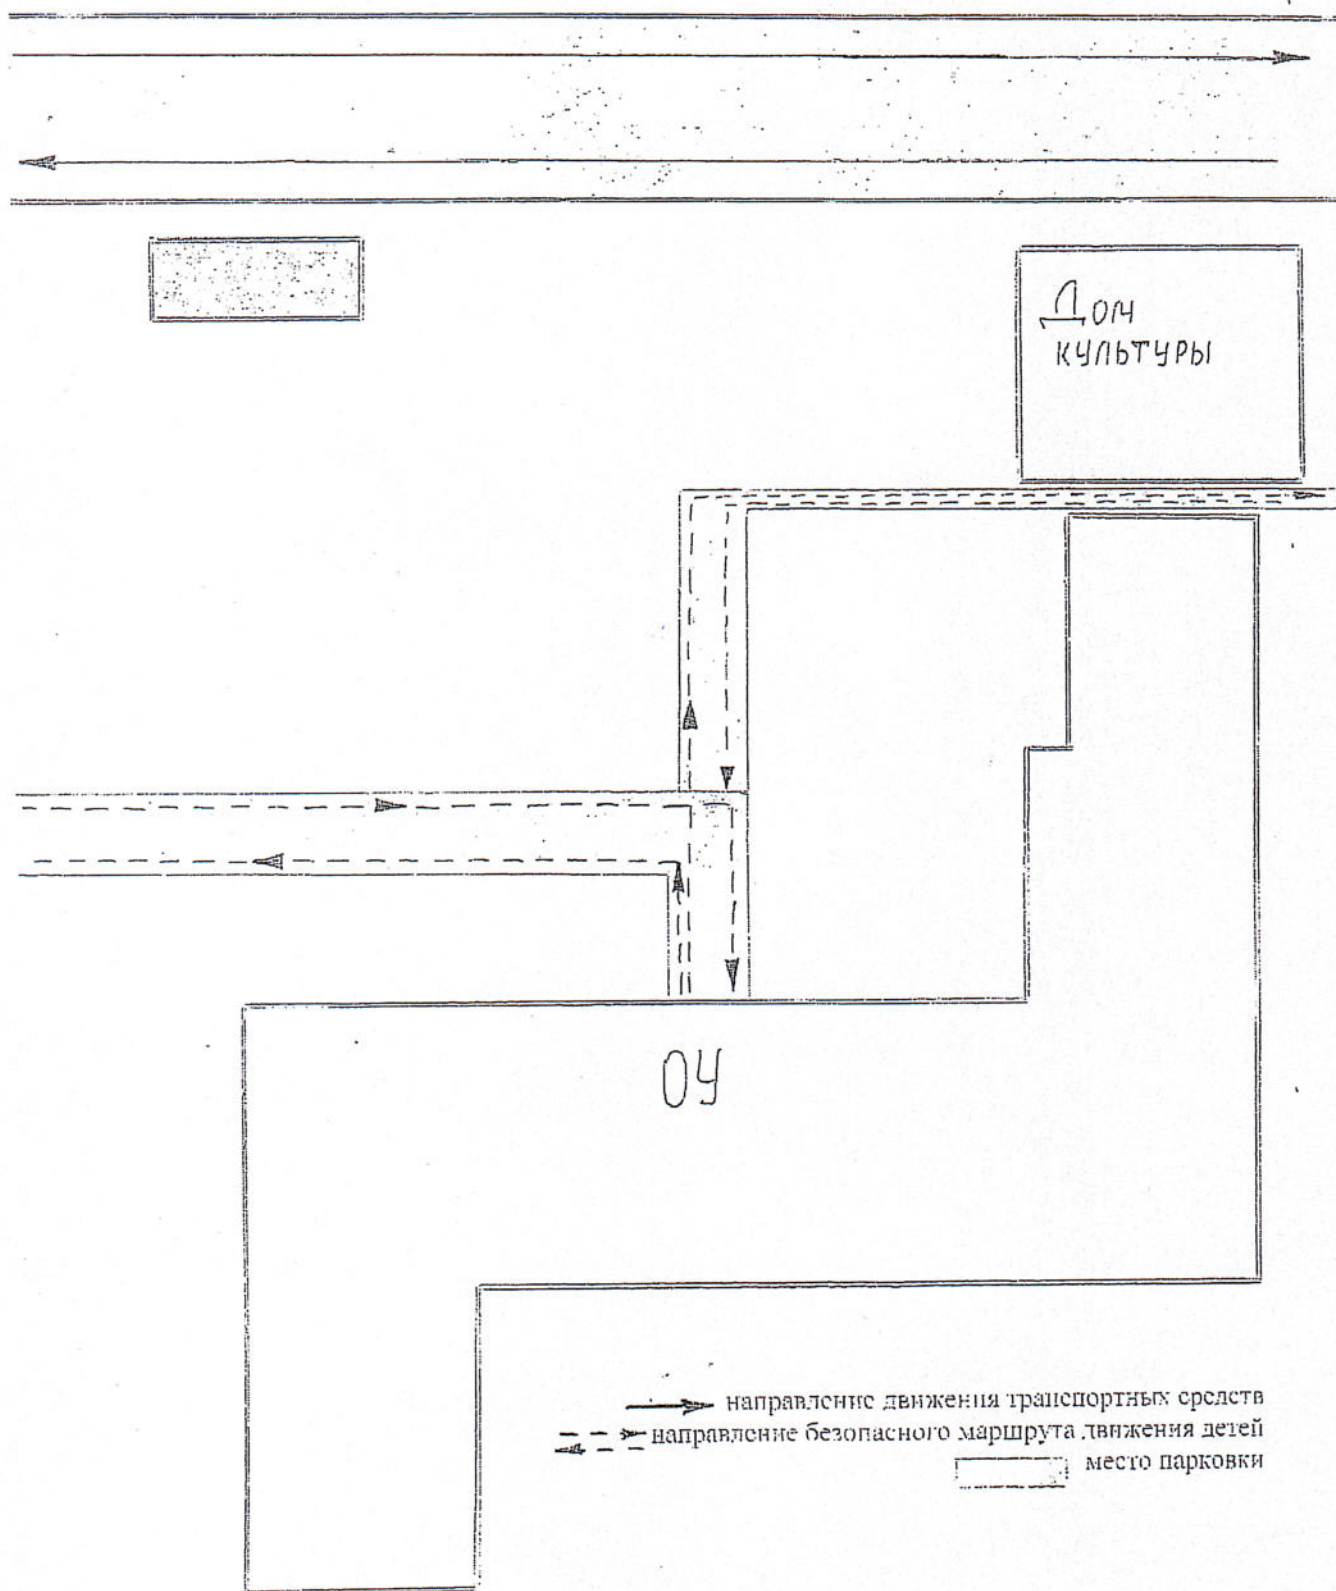 Дом
культуры
ОУ
направление движения транспортных средств
направление безопасного маршрута движения детей
место парковки